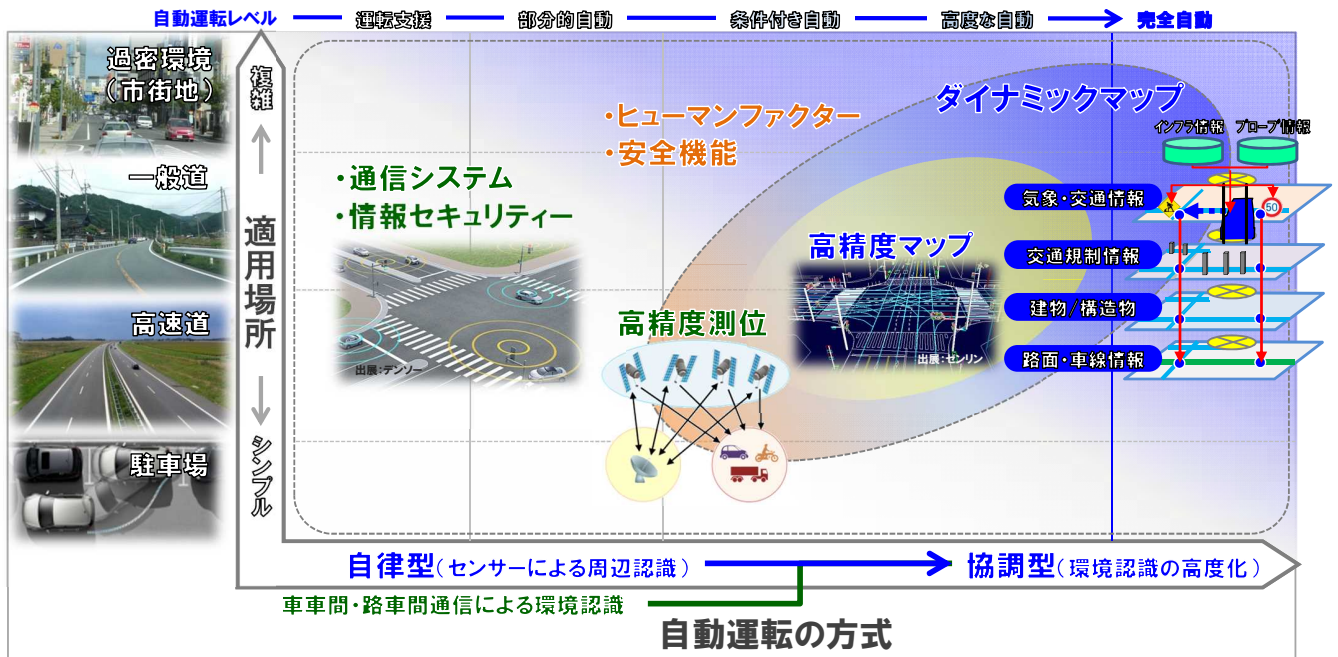 自動運転レベル 運転支援 部分的自動 条件付き自動 高度な自動 完全自動
過密環境
(市街地)
一般道
高速道
駐車場
複雑
適用場所
シンプル
・通信システム
・情報セキュリティー
出展:デンソー
・ヒューマンファクター
・安全機能
高精度測位
高精度マップ
出展:センリン
ダイナミックマップ
インフラ情報 プローブ情報
気象・交通情報
50
交通規制情報
建物/構造物
路面・車線情報
自律型(センサーによる周辺認識) 協調型(環境認識の高度化)
車車間・路車間通信による環境認識
自動運転の方式